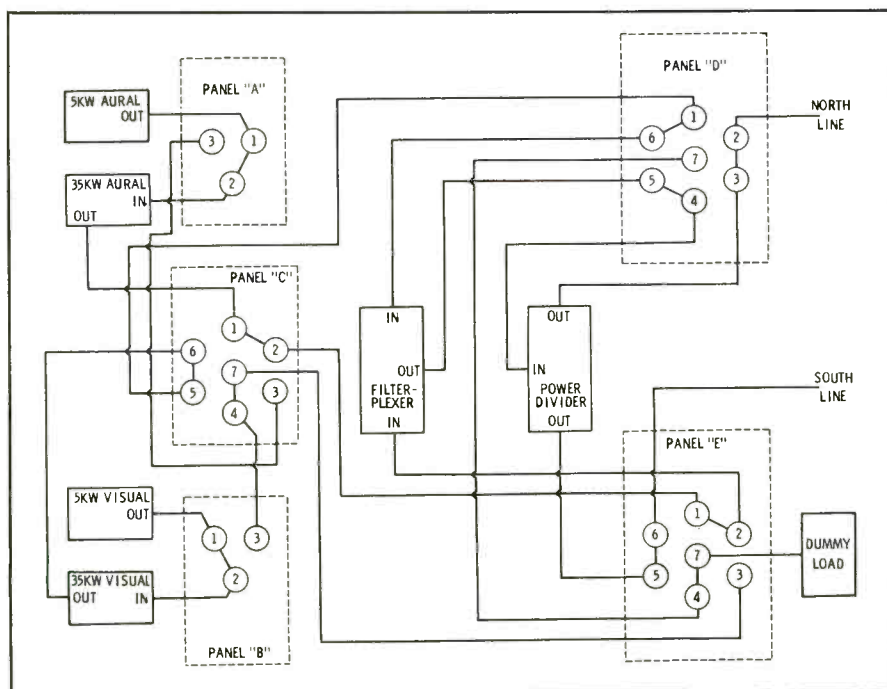 PANEL "A"
5KW AURAL
OUT
1
3
2
35KW AURAL
IN
OUT
PANEL "C"
1
2
6
7
3
5
4
5KW VISUAL
OUT
1
3
2
35KW VISUAL
OUT IN
PANEL "B"
IN
OUT
FILTER-
PLEXER
IN
OUT
IN
POWER
DIVIDER
OUT
PANEL "D"
1
6
2
7
5
3
4
NORTH
LINE
SOUTH
LINE
PANEL "E"
1
2
6
7
3
5
4
DUMMY
LOAD